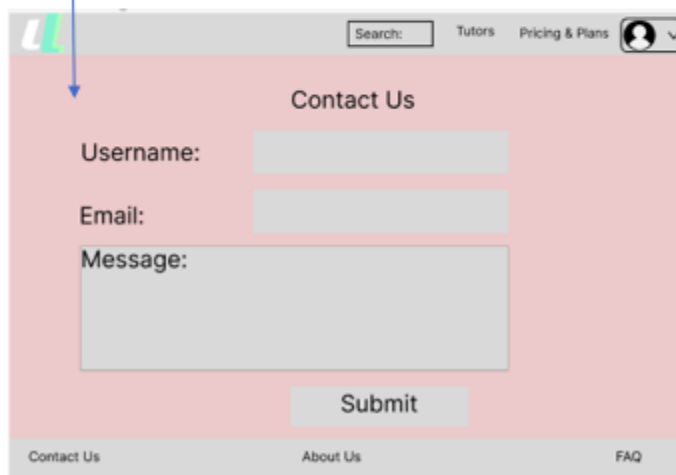 Search: Tutors Pricing & Plans
Contact Us
Username:
Email:
Message:
Submit
Contact Us About Us FAQ